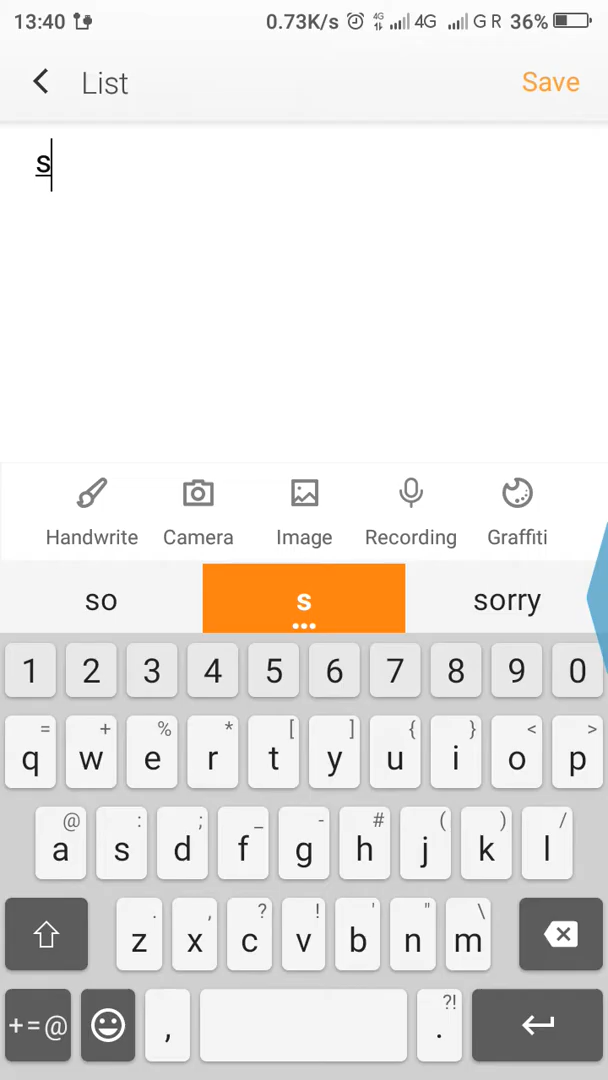 13:40 0.73K/s 4G 4G G R 36%
List Save
s
Handwrite Camera Image Recording Graffiti
so s sorry
1 2 3 4 5 6 7 8 9 0
= + % * [ ] { } < >
q w e r t y u i o p
@ : ; _ - # ( ) /
a s d f g h j k l
. , ? ! ' " \
z x c v b n m
?!
+=@ , .